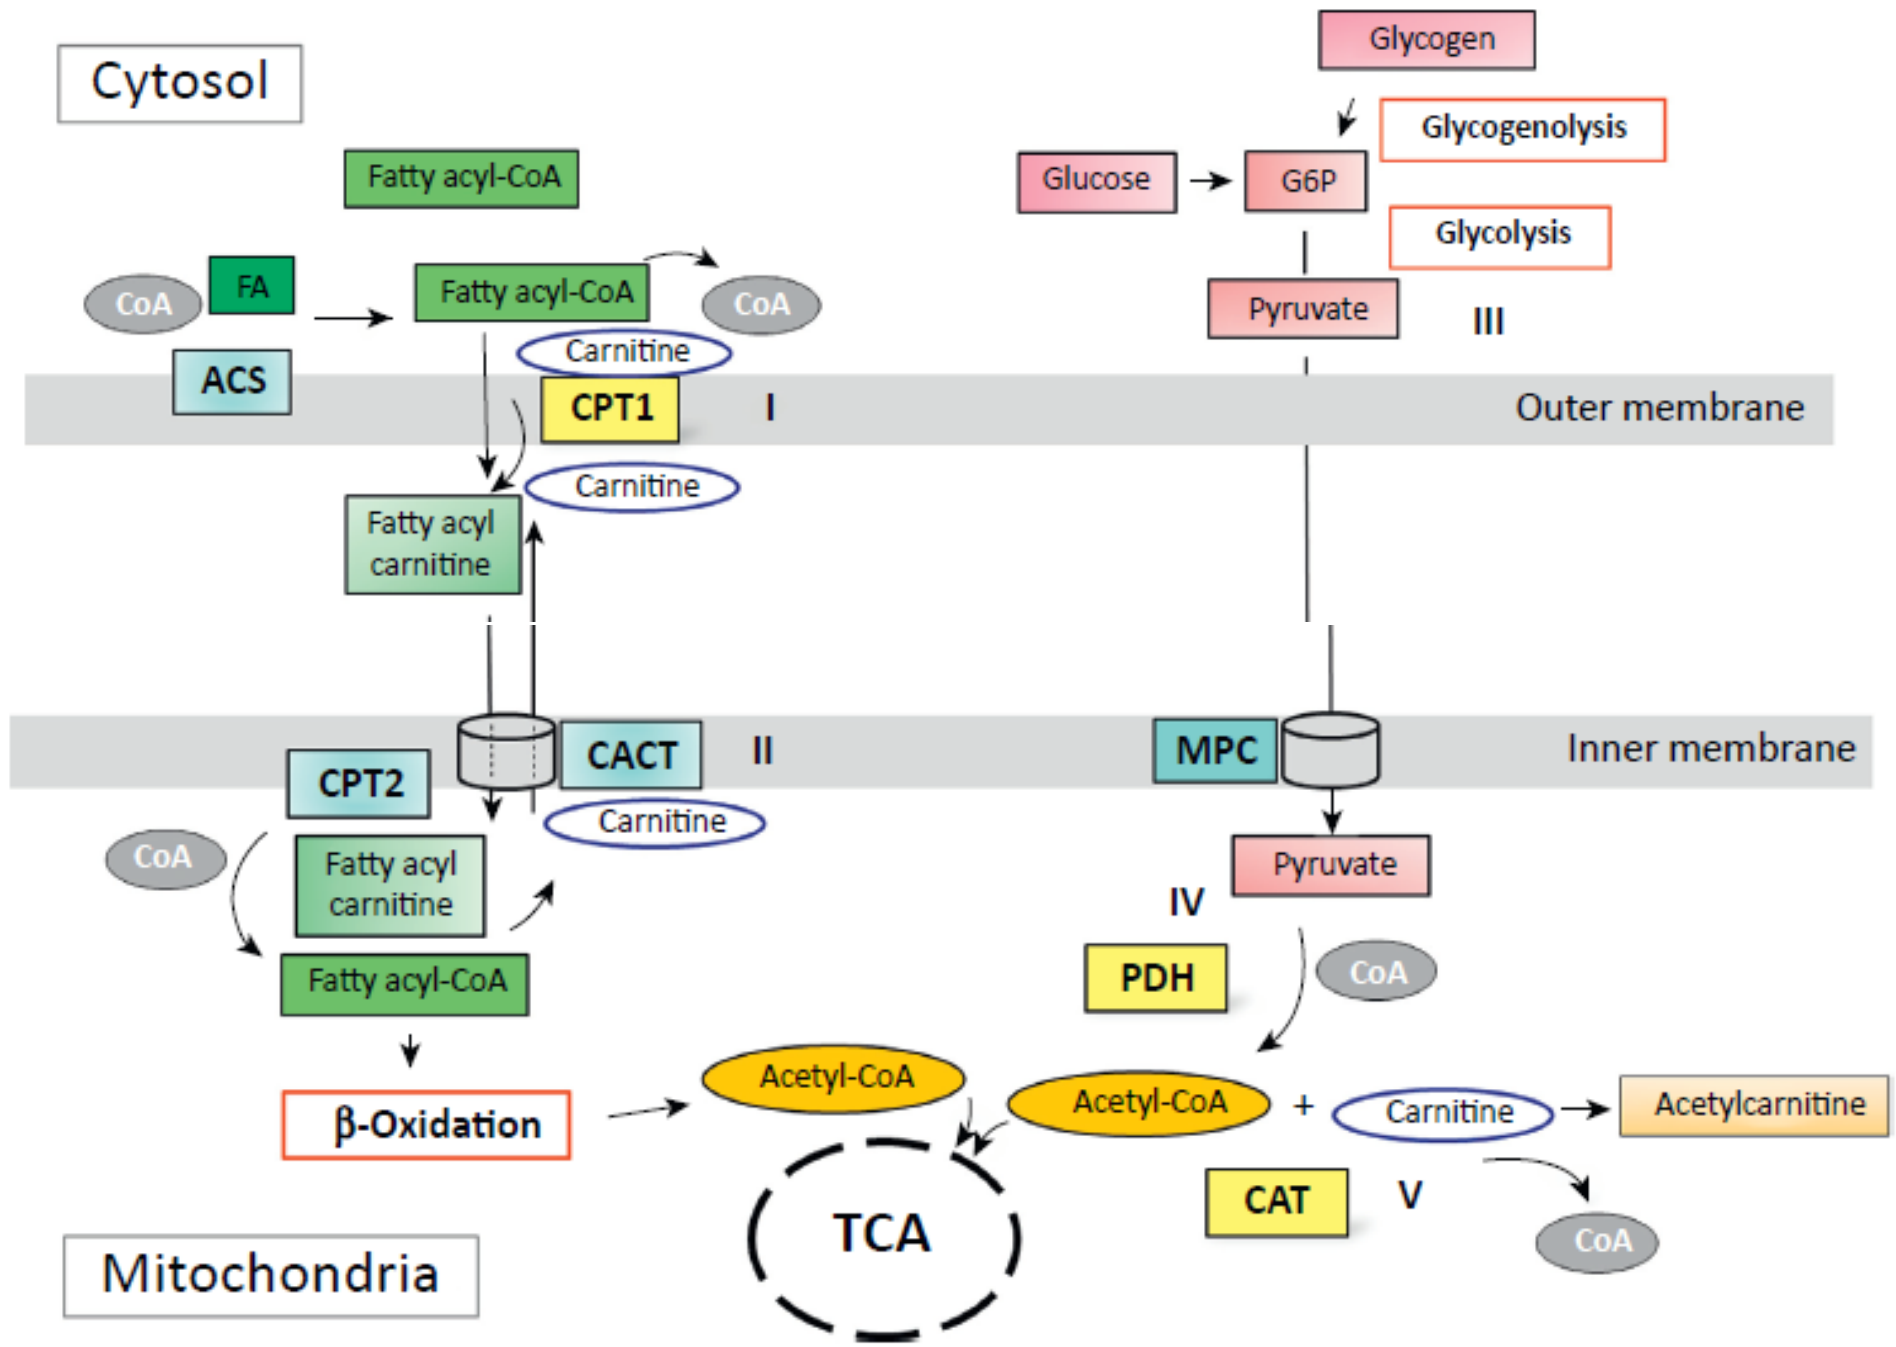 Cytosol
Glycogen
Glycogenolysis
Fatty acyl-CoA
Glucose
G6P
Glycolysis
CoA
FA
Fatty acyl-CoA
CoA
Pyruvate
III
Carnitine
ACS
CPT1
I
Outer membrane
Carnitine
Fatty acyl
carnitine
CPT2
CACT
II
MPC
Inner membrane
Carnitine
CoA
Fatty acyl
carnitine
Pyruvate
IV
Fatty acyl-CoA
PDH
CoA
β-Oxidation
Acetyl-CoA
Acetyl-CoA
+
Carnitine
Acetylcarnitine
TCA
CAT
V
CoA
Mitochondria